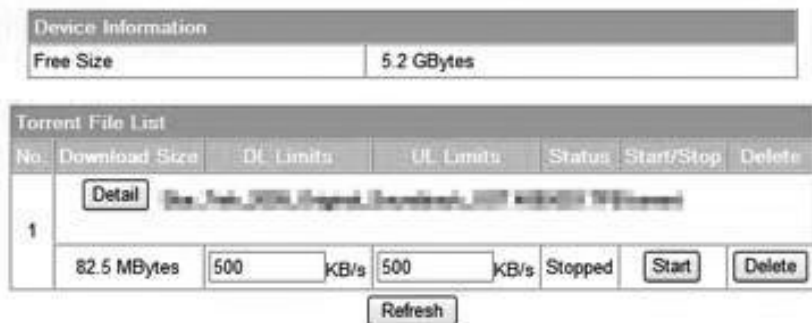 Device Information
Free Size 5.2 GBytes
Torrent File List
No. Download Size DL Limits UL Limits Status Start/Stop Delete
Detail
1
82.5 MBytes 500 KB/s 500 KB/s Stopped Start Delete
Refresh